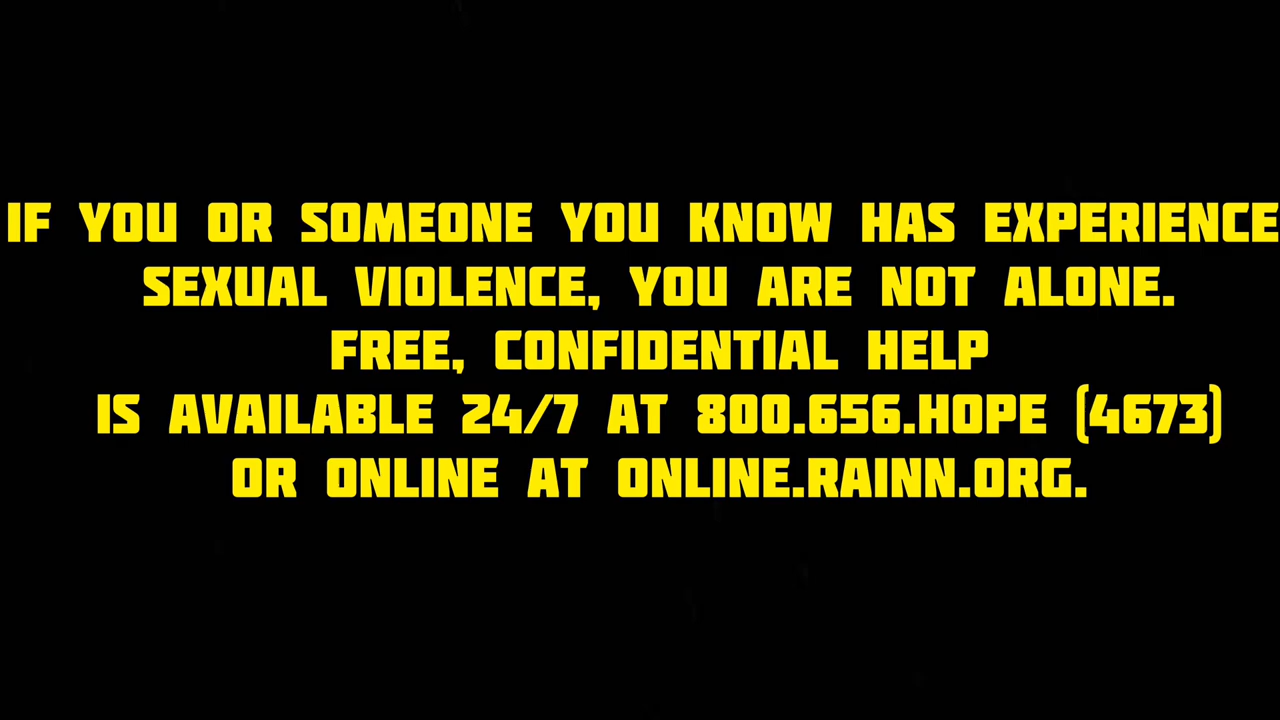 IF YOU OR SOMEONE YOU KNOW HAS EXPERIENCE
SEXUAL VIOLENCE, YOU ARE NOT ALONE.
FREE, CONFIDENTIAL HELP
IS AVAILABLE 24/7 AT 800.656.HOPE (4673)
OR ONLINE AT ONLINE.RAINN.ORG.